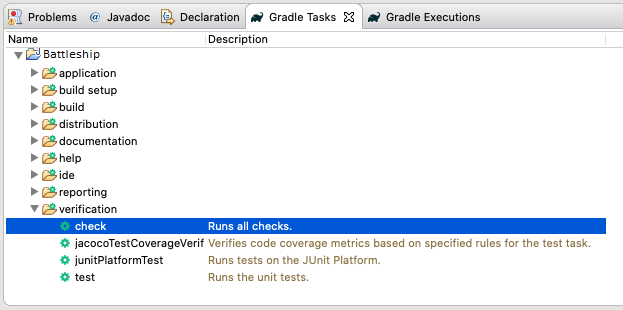 Problems @ Javadoc Declaration Gradle Tasks Gradle Executions
Name Description
Battleship
application
build setup
build
distribution
documentation
help
ide
reporting
verification
check Runs all checks.
jacocoTestCoverageVerif Verifies code coverage metrics based on specified rules for the test task.
junitPlatformTest Runs tests on the JUnit Platform.
test Runs the unit tests.